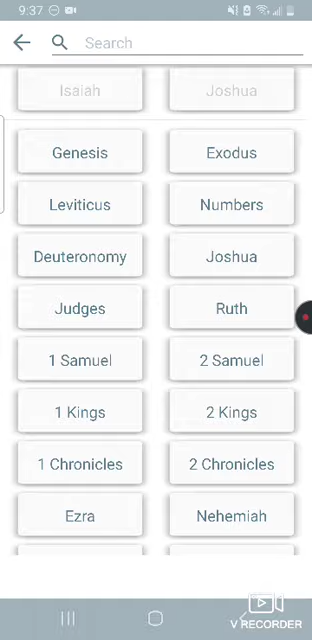 9:37
Search
Isaiah Joshua
Genesis Exodus
Leviticus Numbers
Deuteronomy Joshua
Judges Ruth
1 Samuel 2 Samuel
1 Kings 2 Kings
1 Chronicles 2 Chronicles
Ezra Nehemiah
V RECORDER